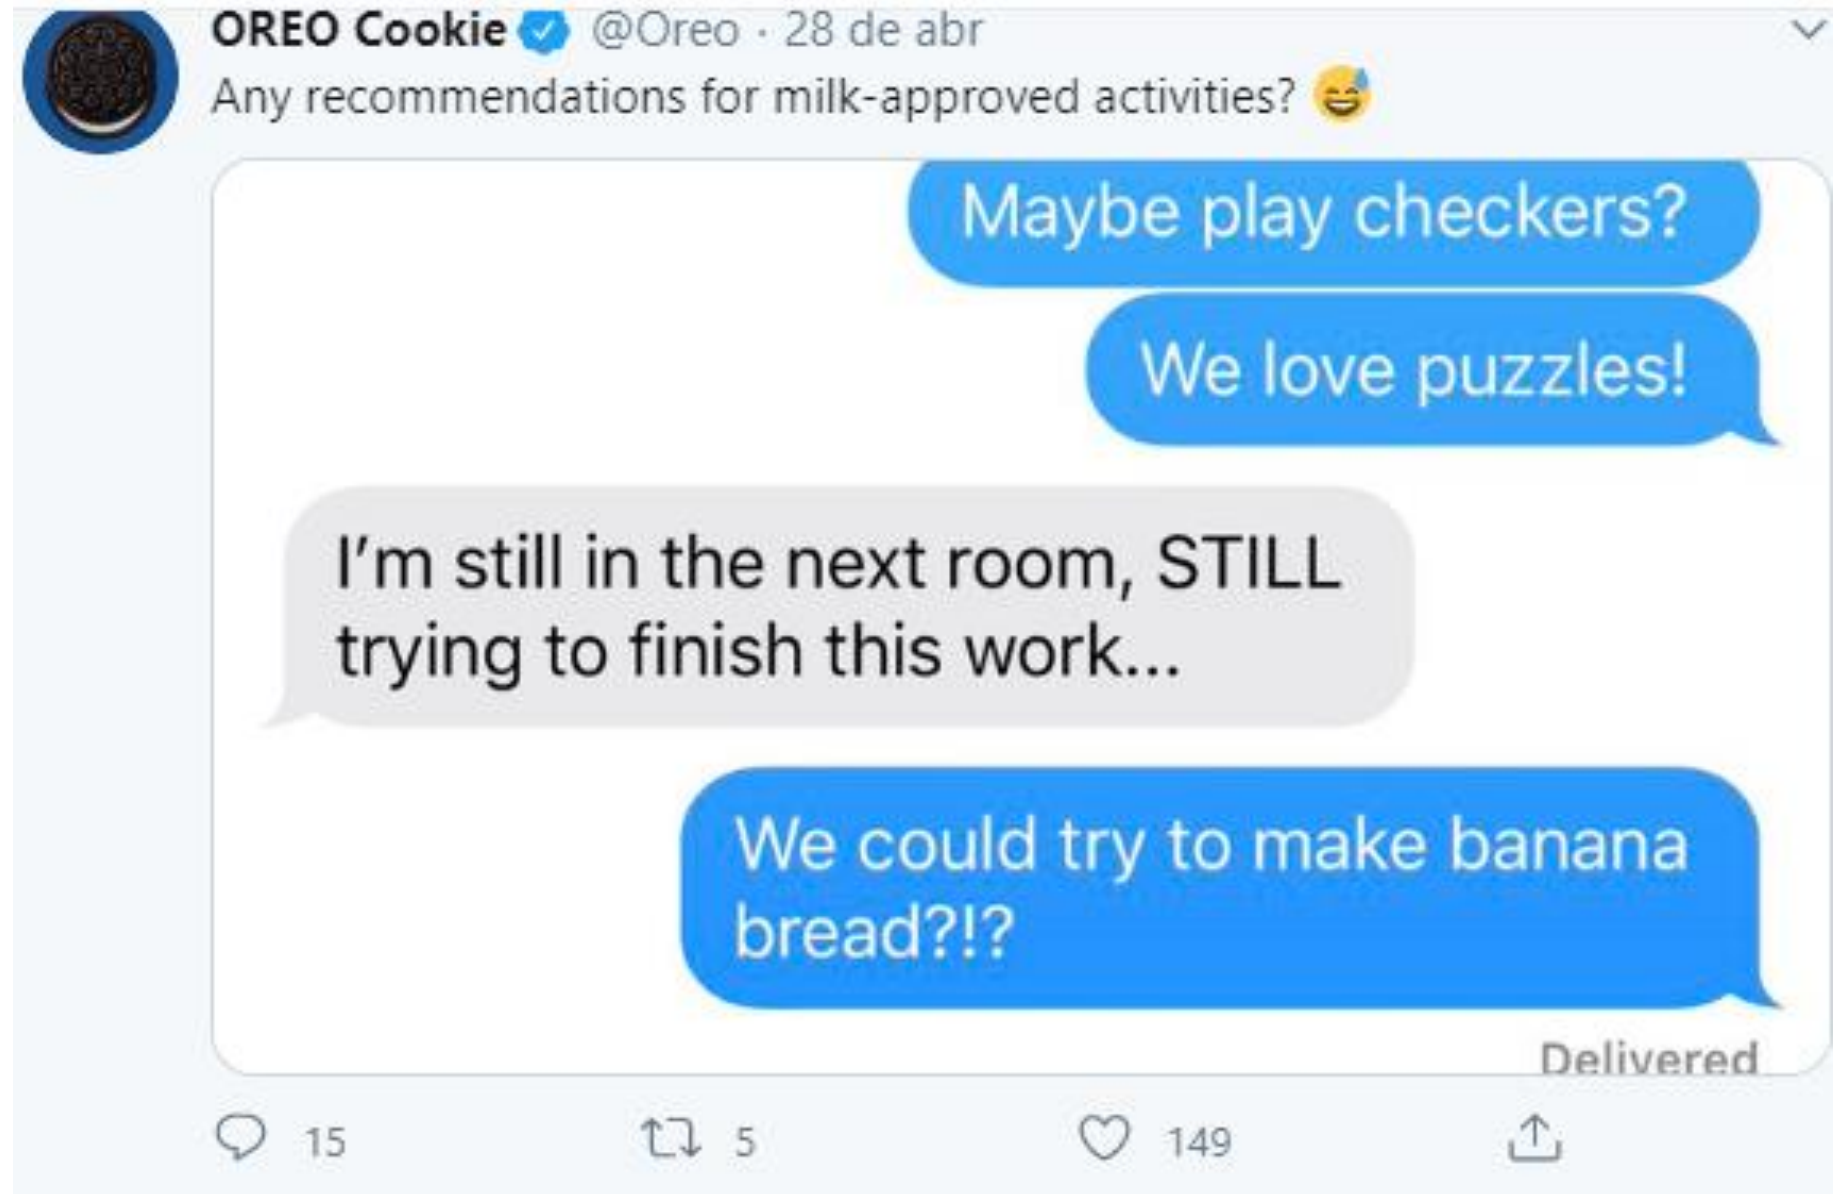 OREO Cookie @Oreo · 28 de abr
Any recommendations for milk-approved activities? 😅
Maybe play checkers?
We love puzzles!
I'm still in the next room, STILL
trying to finish this work...
We could try to make banana
bread?!?
Delivered
15 5 149